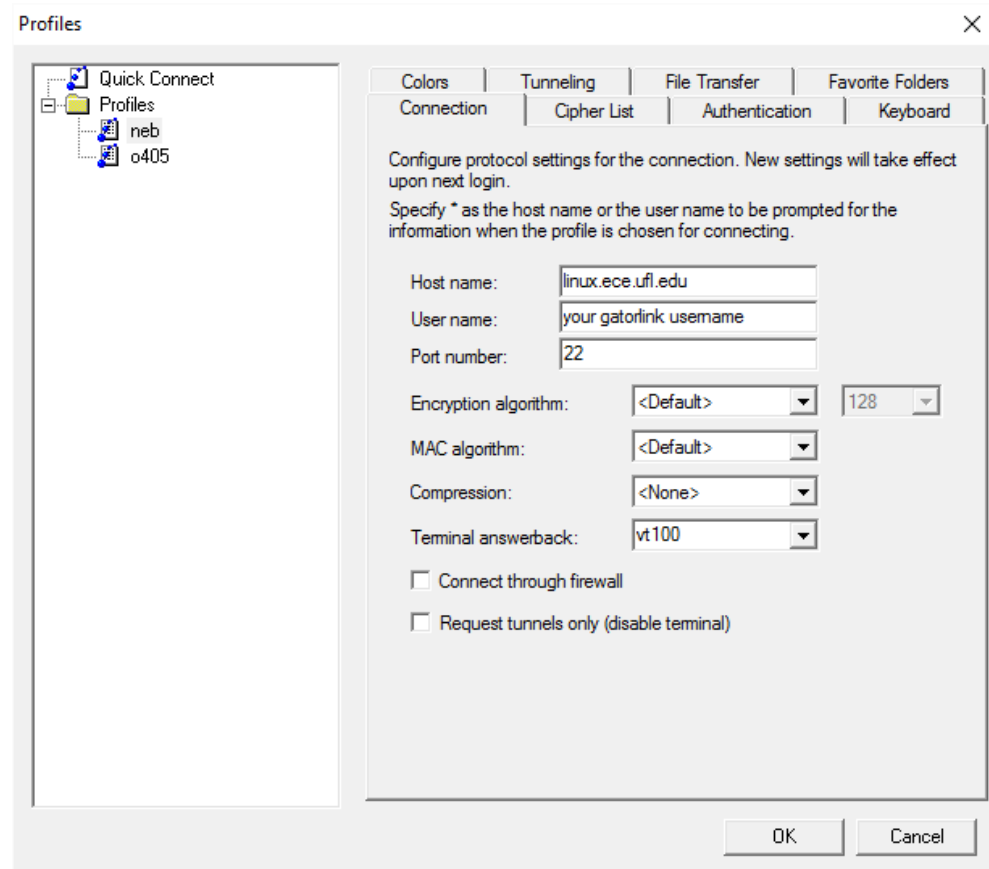 Profiles
Quick Connect
Profiles
neb
o405
Colors
Tunneling
File Transfer
Favorite Folders
Connection
Cipher List
Authentication
Keyboard
Configure protocol settings for the connection. New settings will take effect
upon next login.
Specify * as the host name or the user name to be prompted for the
information when the profile is chosen for connecting.
Host name:
linux.ece.ufl.edu
User name:
your gatorlink username
Port number:
22
Encryption algorithm:
<Default>
128
MAC algorithm:
<Default>
Compression:
<None>
Terminal answerback:
vt100
Connect through firewall
Request tunnels only (disable terminal)
OK
Cancel